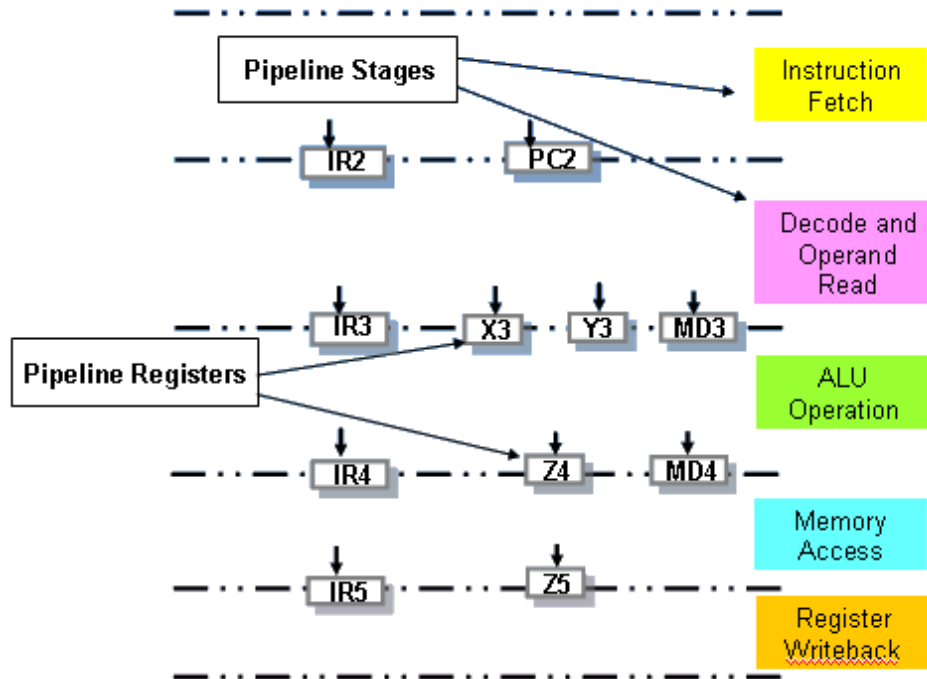 Pipeline Stages
Instruction
Fetch
IR2
PC2
Decode and
Operand
Read
IR3
X3
Y3
MD3
Pipeline Registers
ALU
Operation
IR4
Z4
MD4
Memory
Access
IR5
Z5
Register
Writeback